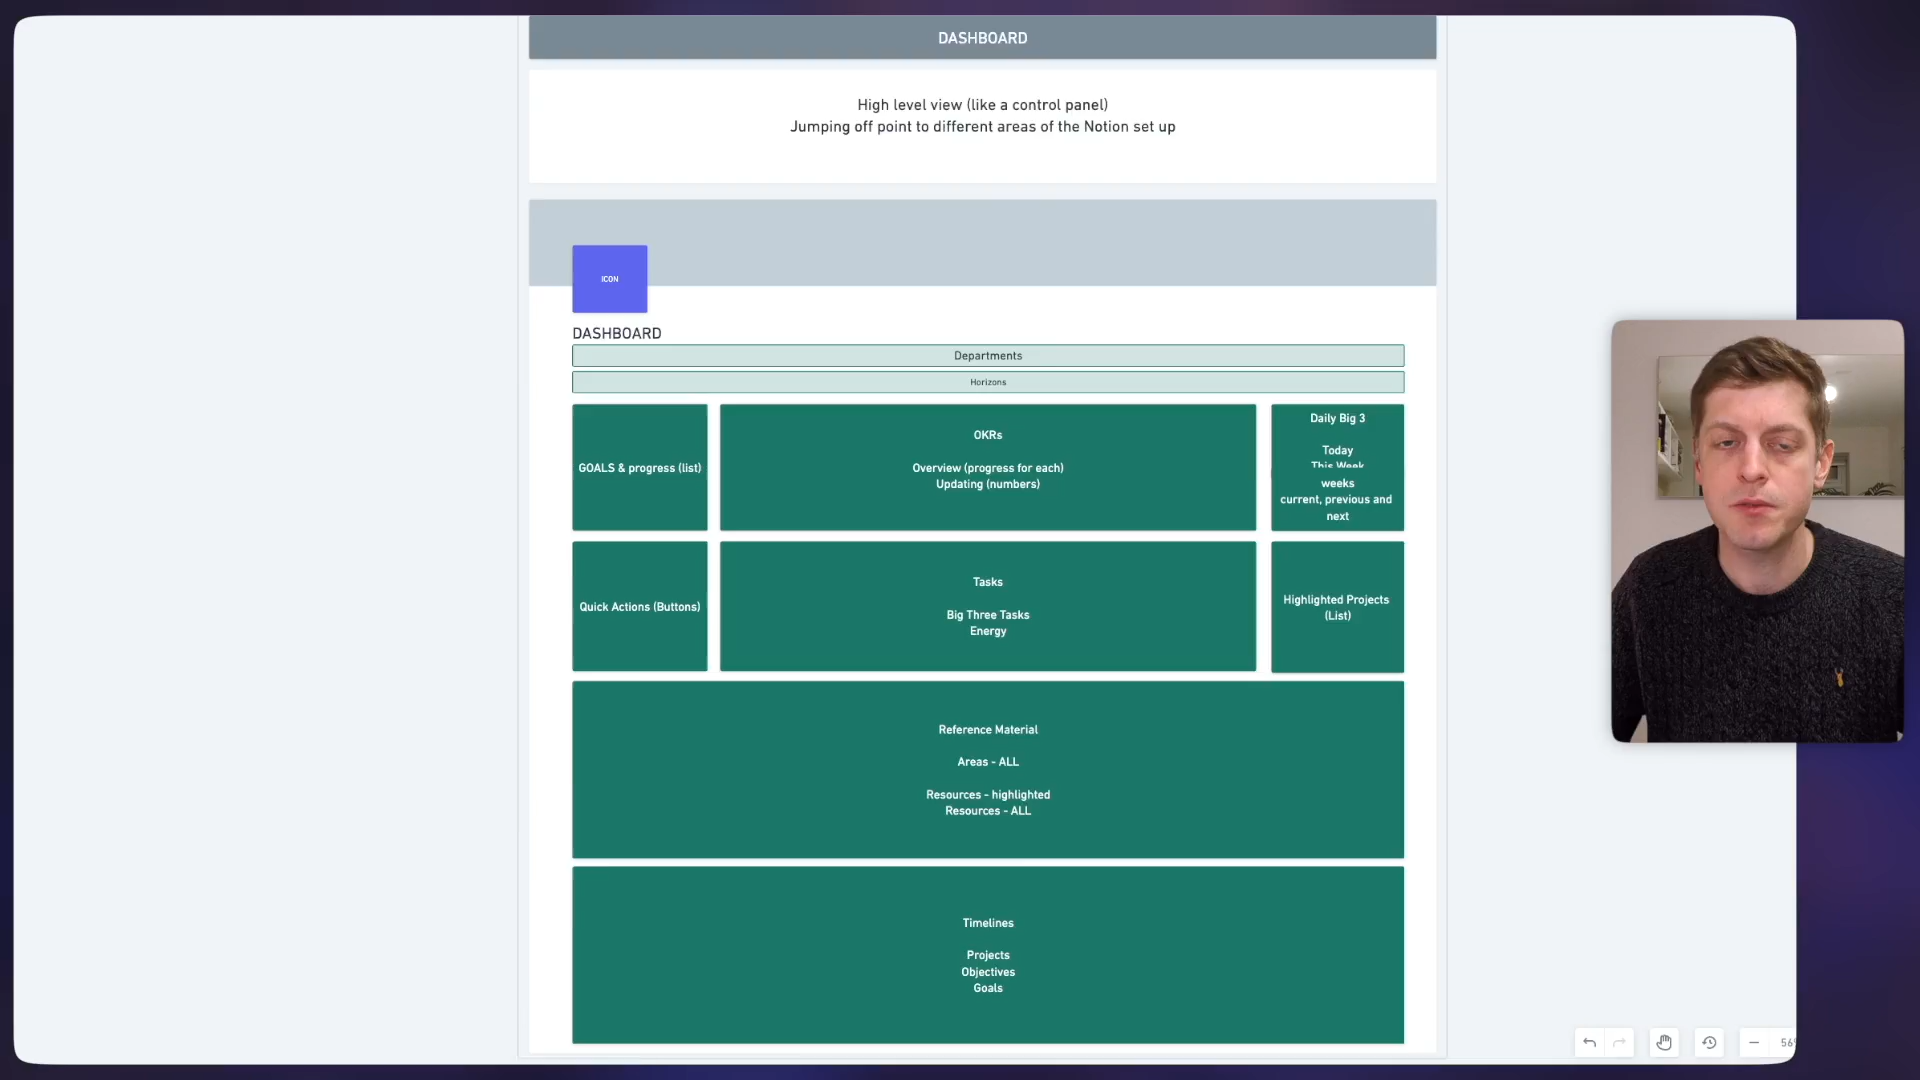 DASHBOARD
High level view (like a control panel)
Jumping off point to different areas of the Notion set up
ICON
DASHBOARD
Departments
Horizons
GOALS & progress (list)
OKRs
Overview (progress for each)
Updating (numbers)
Daily Big 3
Today
This Week
weeks
current, previous and
next
Quick Actions (Buttons)
Tasks
Big Three Tasks
Energy
Highlighted Projects
(List)
Reference Material
Areas - ALL
Resources - highlighted
Resources - ALL
Timelines
Projects
Objectives
Goals